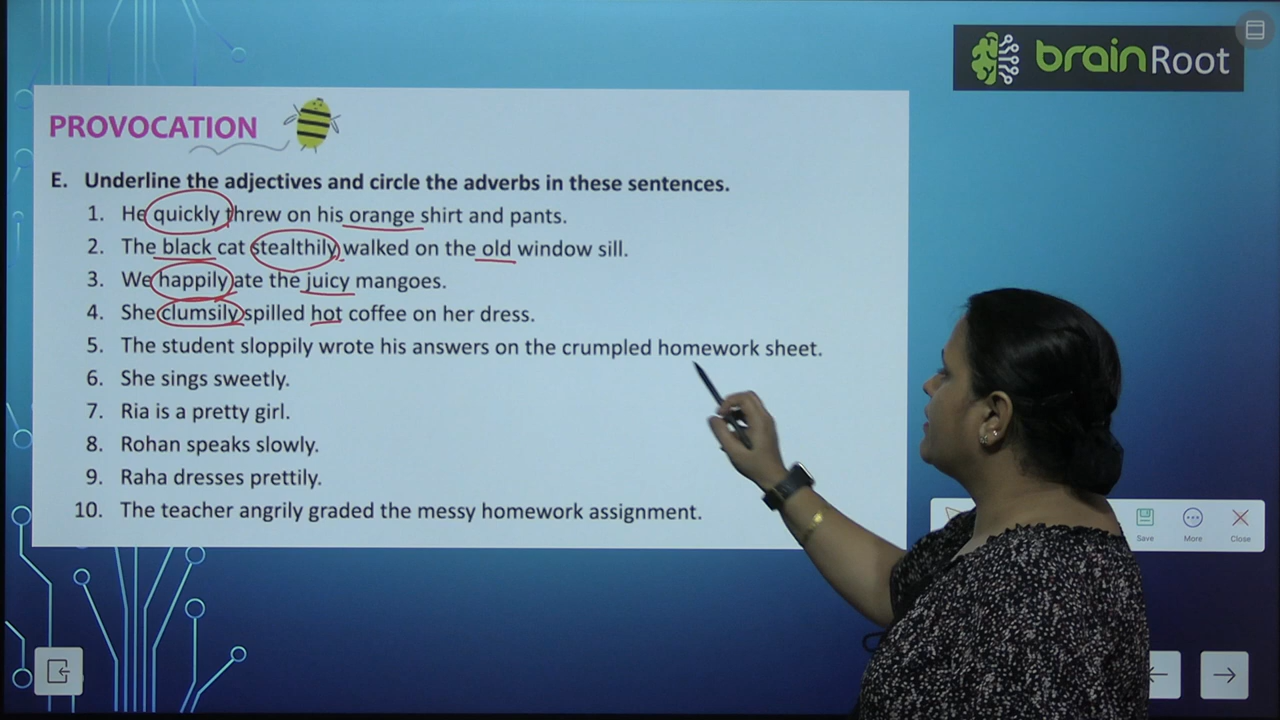 brainRoot
PROVOCATION
E. Underline the adjectives and circle the adverbs in these sentences.
1. He quickly threw on his orange shirt and pants.
2. The black cat stealthily walked on the old window sill.
3. We happily ate the juicy mangoes.
4. She clumsily spilled hot coffee on her dress.
5. The student sloppily wrote his answers on the crumpled homework sheet.
6. She sings sweetly.
7. Ria is a pretty girl.
8. Rohan speaks slowly.
9. Raha dresses prettily.
10. The teacher angrily graded the messy homework assignment.
Save More Close